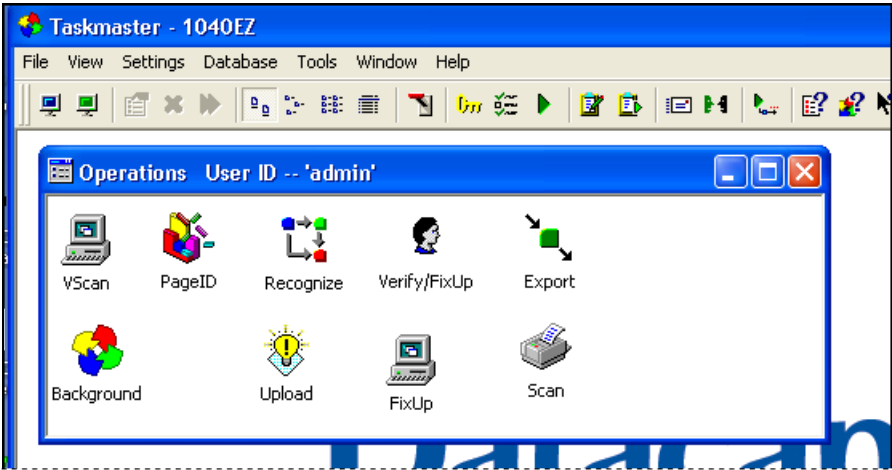 Taskmaster - 1040EZ
File View Settings Database Tools Window Help
Operations User ID -- 'admin'
VScan PageID Recognize Verify/FixUp Export
Background Upload FixUp Scan